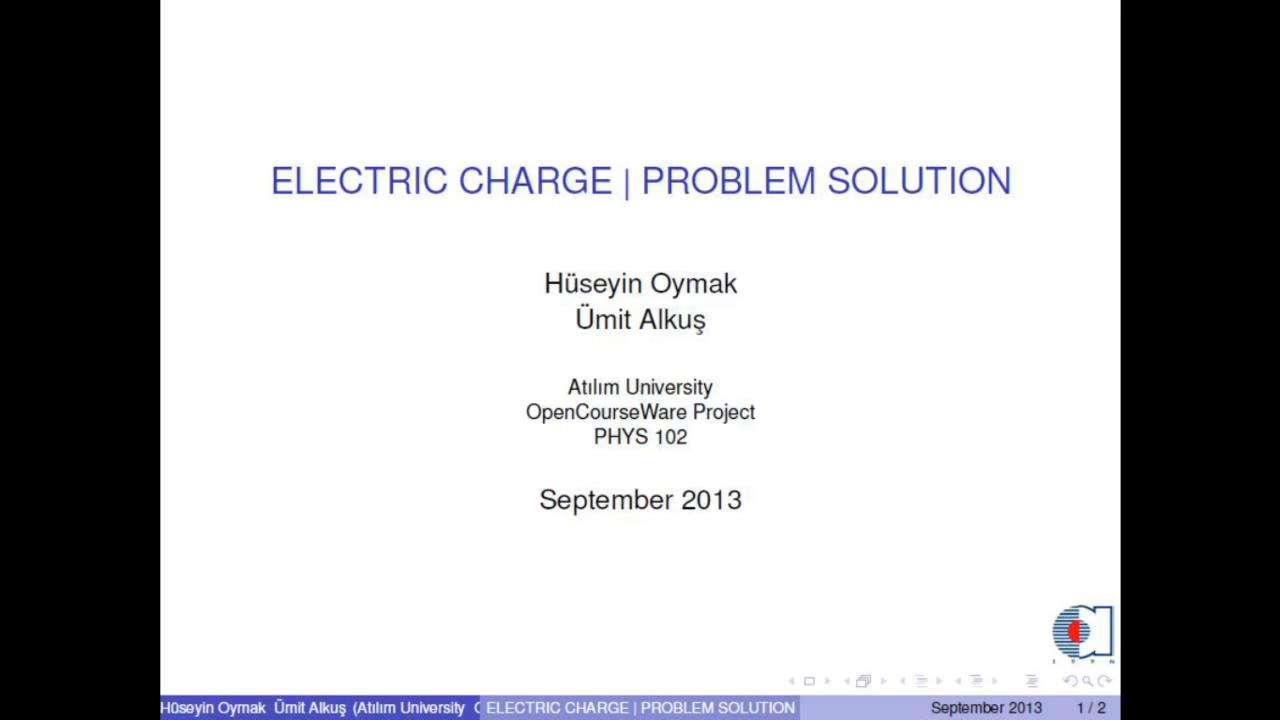 ELECTRIC CHARGE | PROBLEM SOLUTION
Hüseyin Oymak
Ümit Alkuş
Atılım University
OpenCourseWare Project
PHYS 102
September 2013
Hüseyin Oymak Ümit Alkuş (Atılım University
ELECTRIC CHARGE | PROBLEM SOLUTION
September 2013
1 / 2